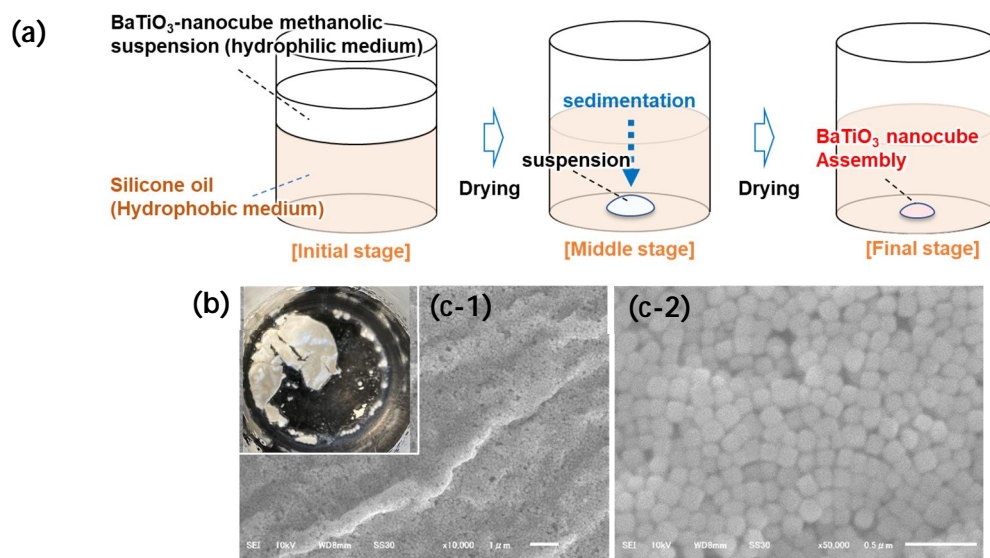 (a)
BaTiO3-nanocube methanolic
suspension (hydrophilic medium)
Silicone oil
(Hydrophobic medium)
[Initial stage]
Drying
sedimentation
suspension
[Middle stage]
Drying
BaTiO3 nanocube
Assembly
[Final stage]
(b)
(c-1)
(c-2)
SEI 10kV WD8mm SS30 x10,000 1μm
SEI 10kV WD8mm SS30 x50,000 0.5μm